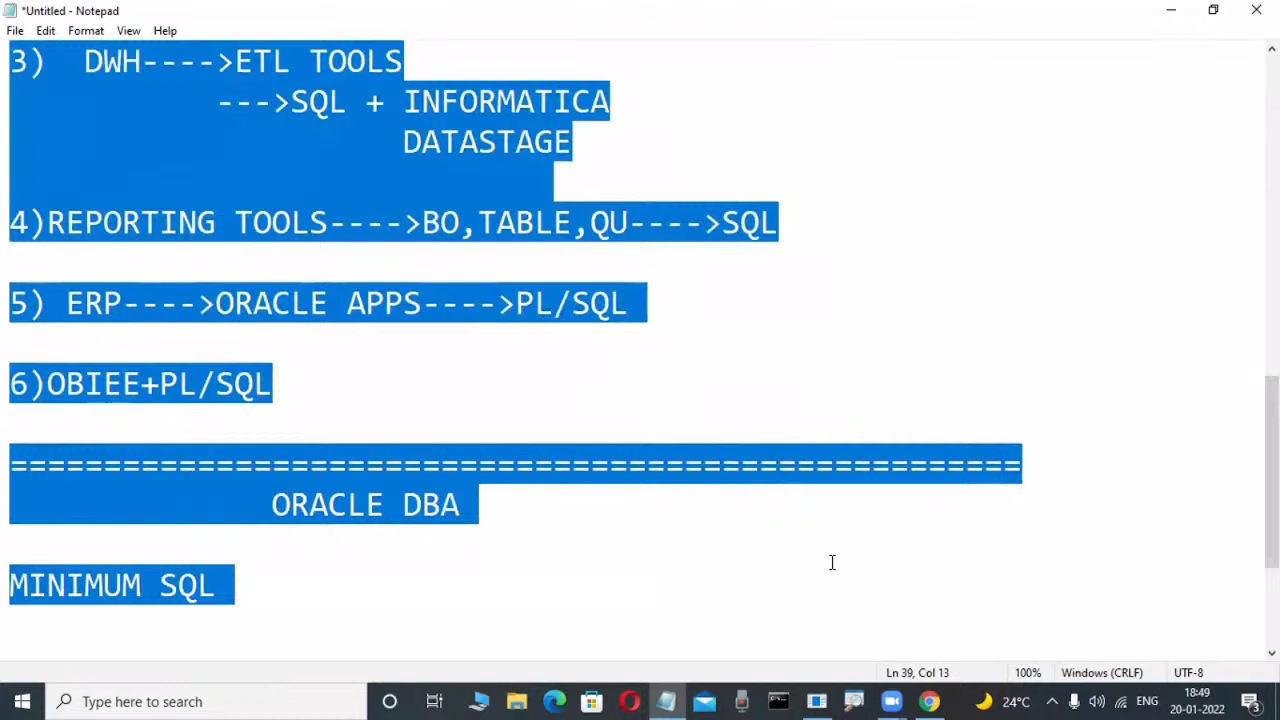 *Untitled - Notepad
File Edit Format View Help
3) DWH---->ETL TOOLS
--->SQL + INFORMATICA
DATASTAGE
4)REPORTING TOOLS---->BO,TABLE,QU---->SQL
5) ERP---->ORACLE APPS---->PL/SQL
6)OBIEE+PL/SQL
======================================================
ORACLE DBA
MINIMUM SQL
Ln 39, Col 13 100% Windows (CRLF) UTF-8
Type here to search 24°C ENG 18:49
20-01-2022 3